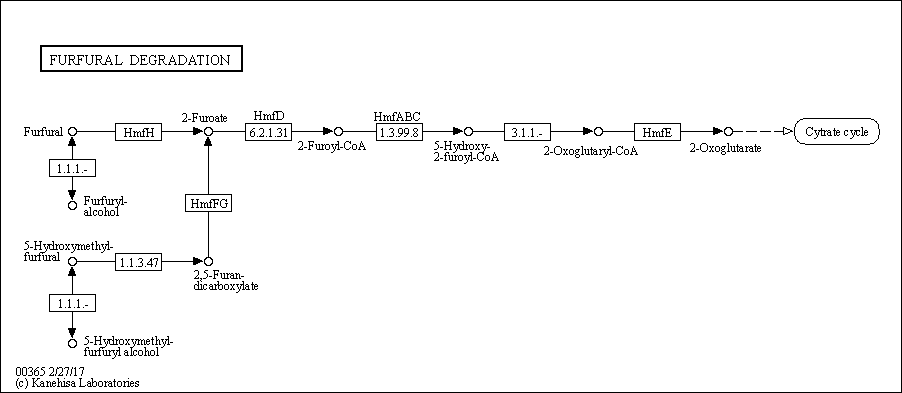 FURFURAL DEGRADATION
Furfural
HmfH
2-Furoate
HmfD
6.2.1.31
2-Furoyl-CoA
HmfABC
1.3.99.8
5-Hydroxy-
2-furoyl-CoA
3.1.1.-
2-Oxoglutaryl-CoA
HmfE
2-Oxoglutarate
Cytrate cycle
1.1.1.-
Furfuryl-
alcohol
HmfFG
5-Hydroxymethyl-
furfural
1.1.3.47
2,5-Furan-
dicarboxylate
1.1.1.-
5-Hydroxymethyl-
furfuryl alcohol
00365 2/27/17
(c) Kanehisa Laboratories